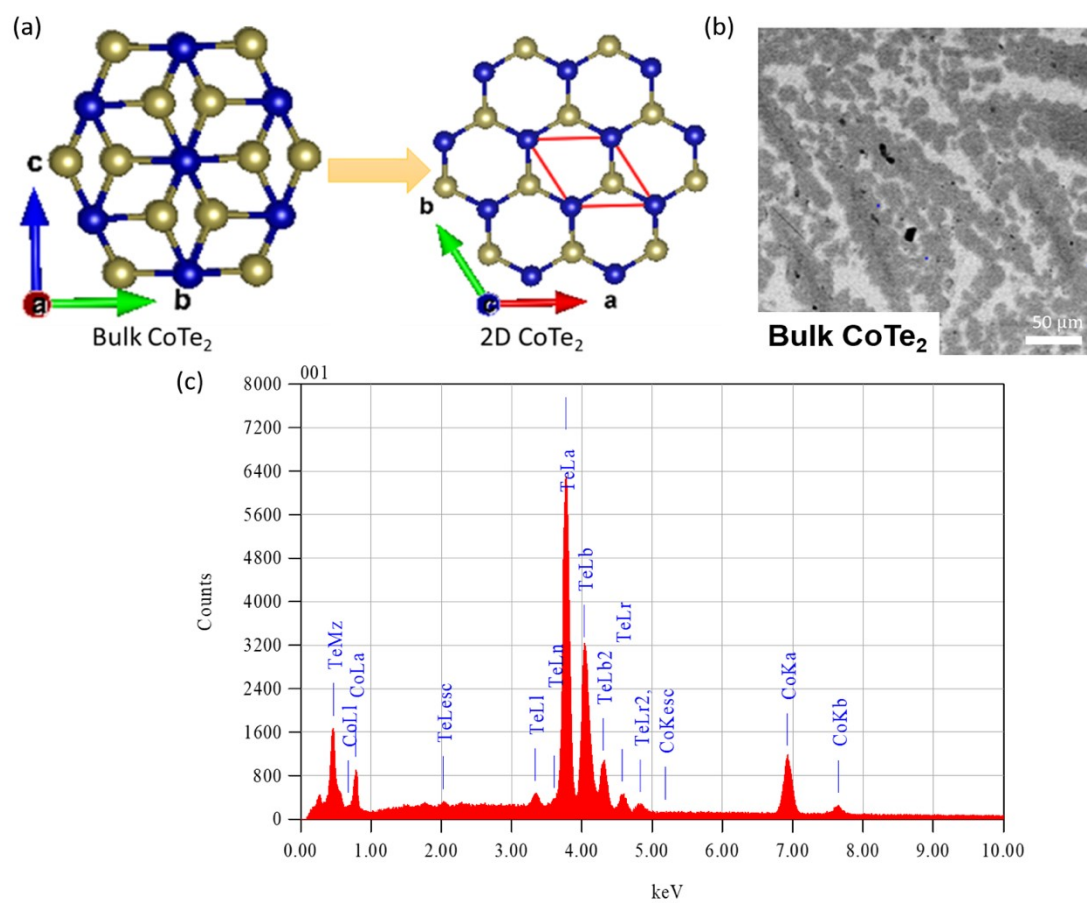 (a)
c
a
b
Bulk CoTe₂
b
c
a
2D CoTe₂
(b)
50 μm
Bulk CoTe₂
(c)
001
8000
7200
6400
5600
4800
4000
3200
2400
1600
800
0
Counts
TeMz
CoLl
CoLa
TeLesc
TeLl
TeLn
TeLa
TeLb
TeLb2
TeLr
TeLr2,
CoKesc
CoKa
CoKb
0.00 1.00 2.00 3.00 4.00 5.00 6.00 7.00 8.00 9.00 10.00
keV